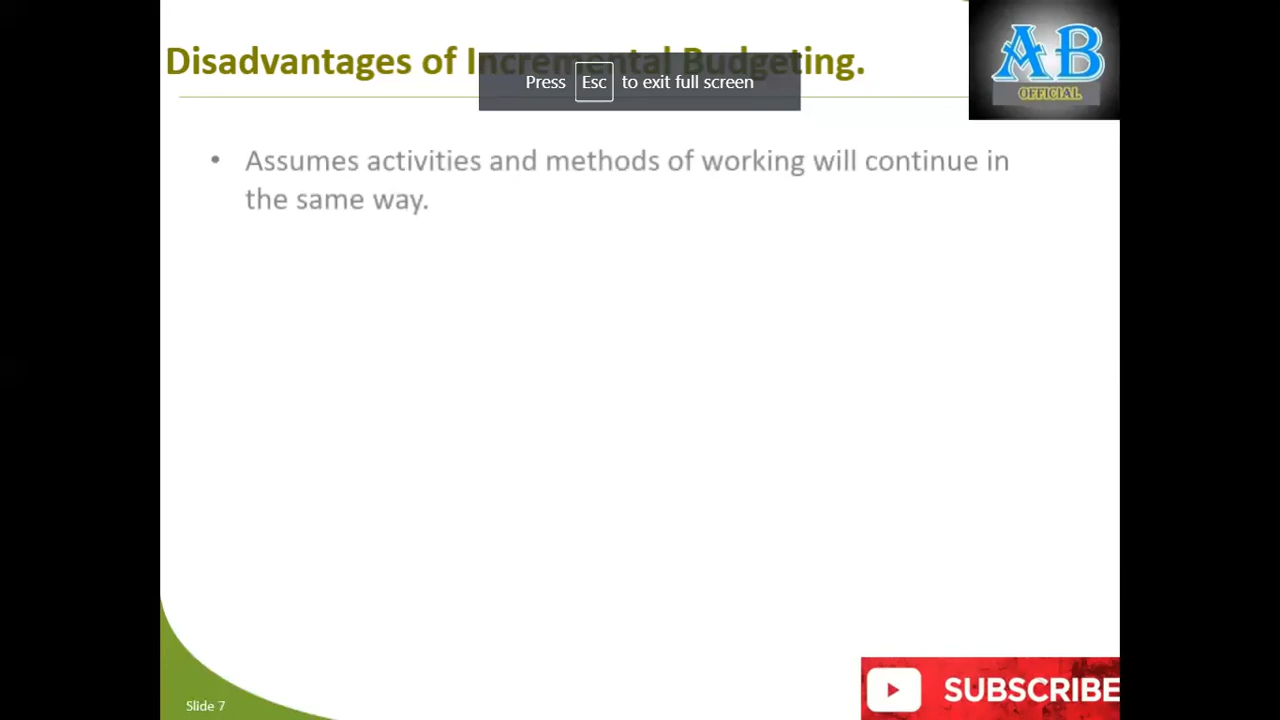 Disadvantages of Incremental Budgeting.
Press Esc to exit full screen
AB
OFFICIAL
• Assumes activities and methods of working will continue in
the same way.
Slide 7
SUBSCRIBE